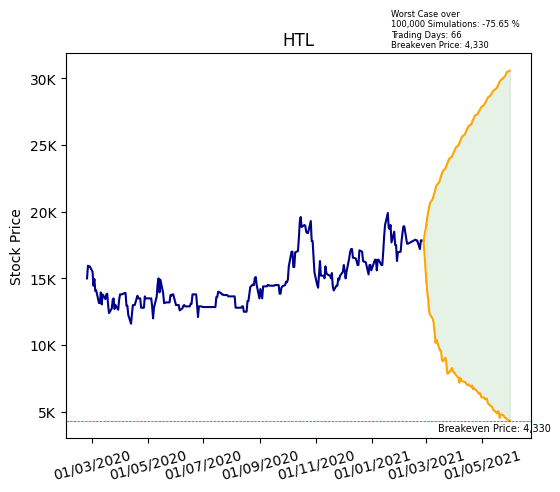 Worst Case over
100,000 Simulations: -75.65 %
Trading Days: 66
Breakeven Price: 4,330
HTL
30K
25K
20K
15K
10K
5K
Stock Price
Breakeven Price: 4,330
01/03/2020
01/05/2020
01/07/2020
01/09/2020
01/11/2020
01/01/2021
01/03/2021
01/05/2021